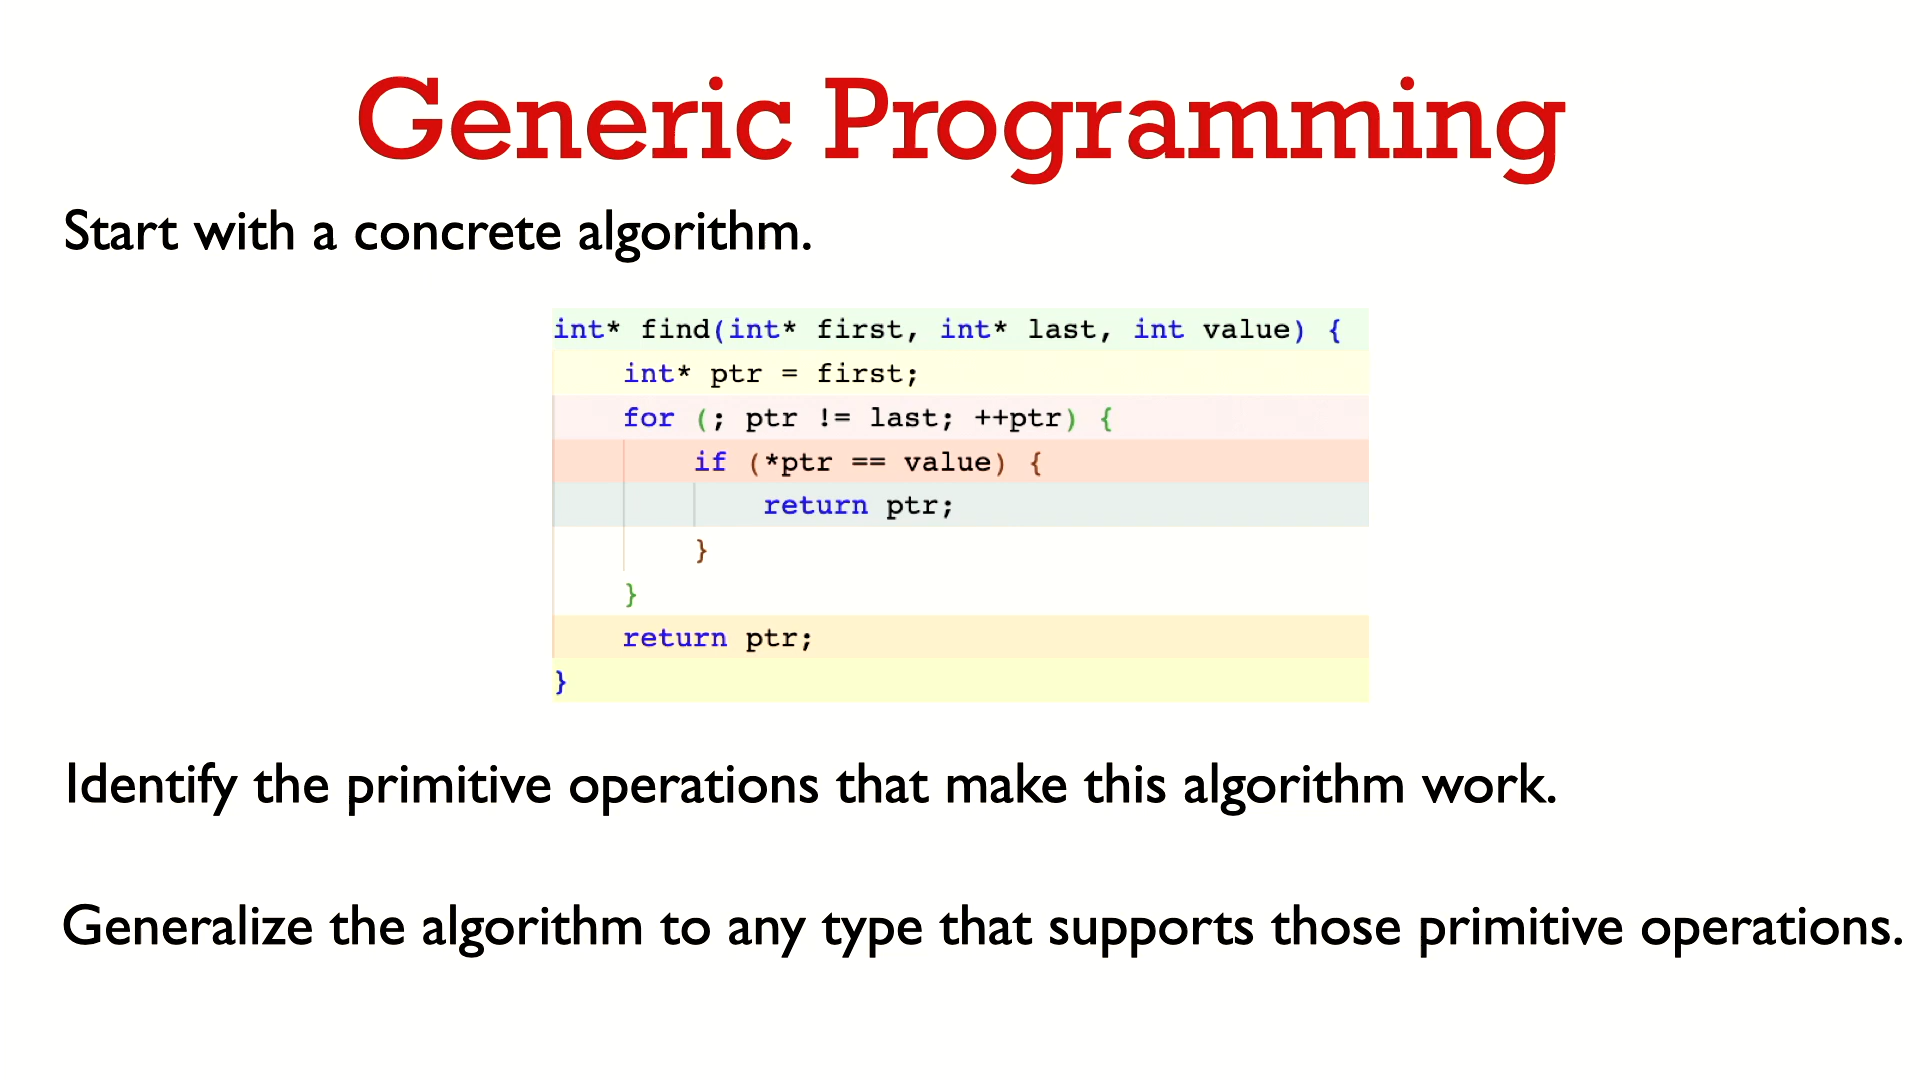 Generic Programming
Start with a concrete algorithm.
int* find(int* first, int* last, int value) {
    int* ptr = first;
    for (; ptr != last; ++ptr) {
        if (*ptr == value) {
            return ptr;
        }
    }
    return ptr;
}
Identify the primitive operations that make this algorithm work.
Generalize the algorithm to any type that supports those primitive operations.